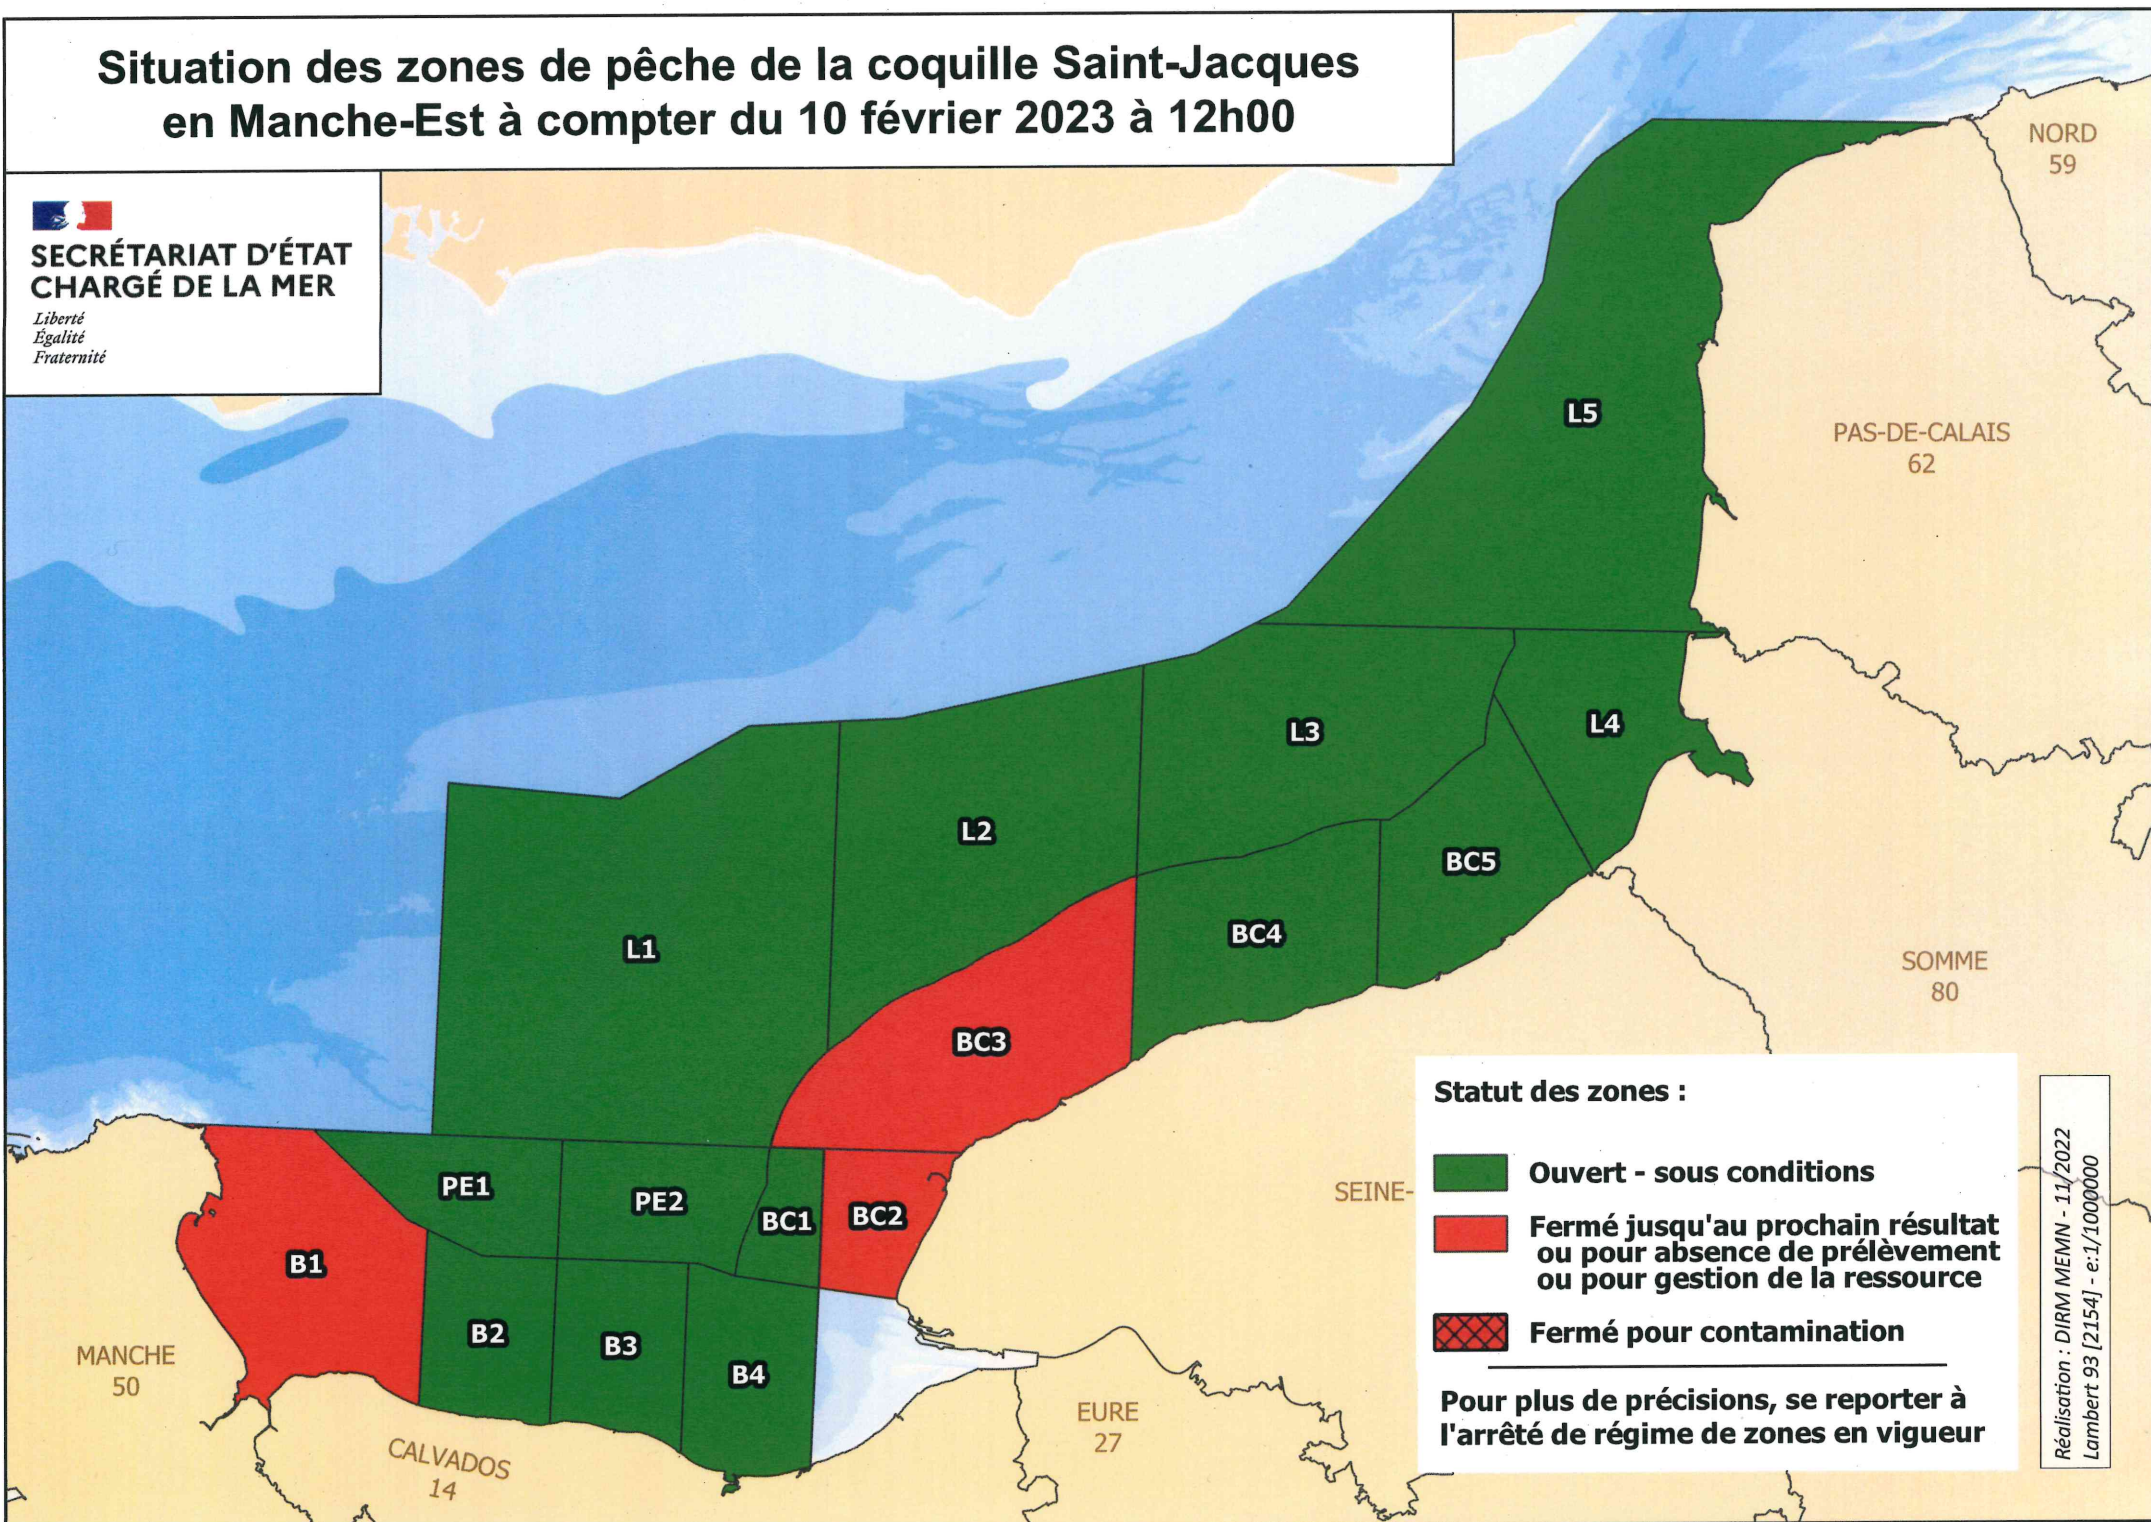 Situation des zones de pêche de la coquille Saint-Jacques
en Manche-Est à compter du 10 février 2023 à 12h00
SECRÉTARIAT D'ÉTAT
CHARGÉ DE LA MER
Liberté
Égalité
Fraternité
NORD
59
PAS-DE-CALAIS
62
L5
L3
L4
L2
BC5
L1
BC4
SOMME
80
BC3
PE1
PE2
BC1
BC2
SEINE-
B1
B2
B3
B4
MANCHE
50
CALVADOS
14
EURE
27
Statut des zones :
Ouvert - sous conditions
Fermé jusqu'au prochain résultat
ou pour absence de prélèvement
ou pour gestion de la ressource
Fermé pour contamination
Pour plus de précisions, se reporter à
l'arrêté de régime de zones en vigueur
Réalisation : DIRM MEMN - 11/2022
Lambert 93 [2154] - e:1/1000000